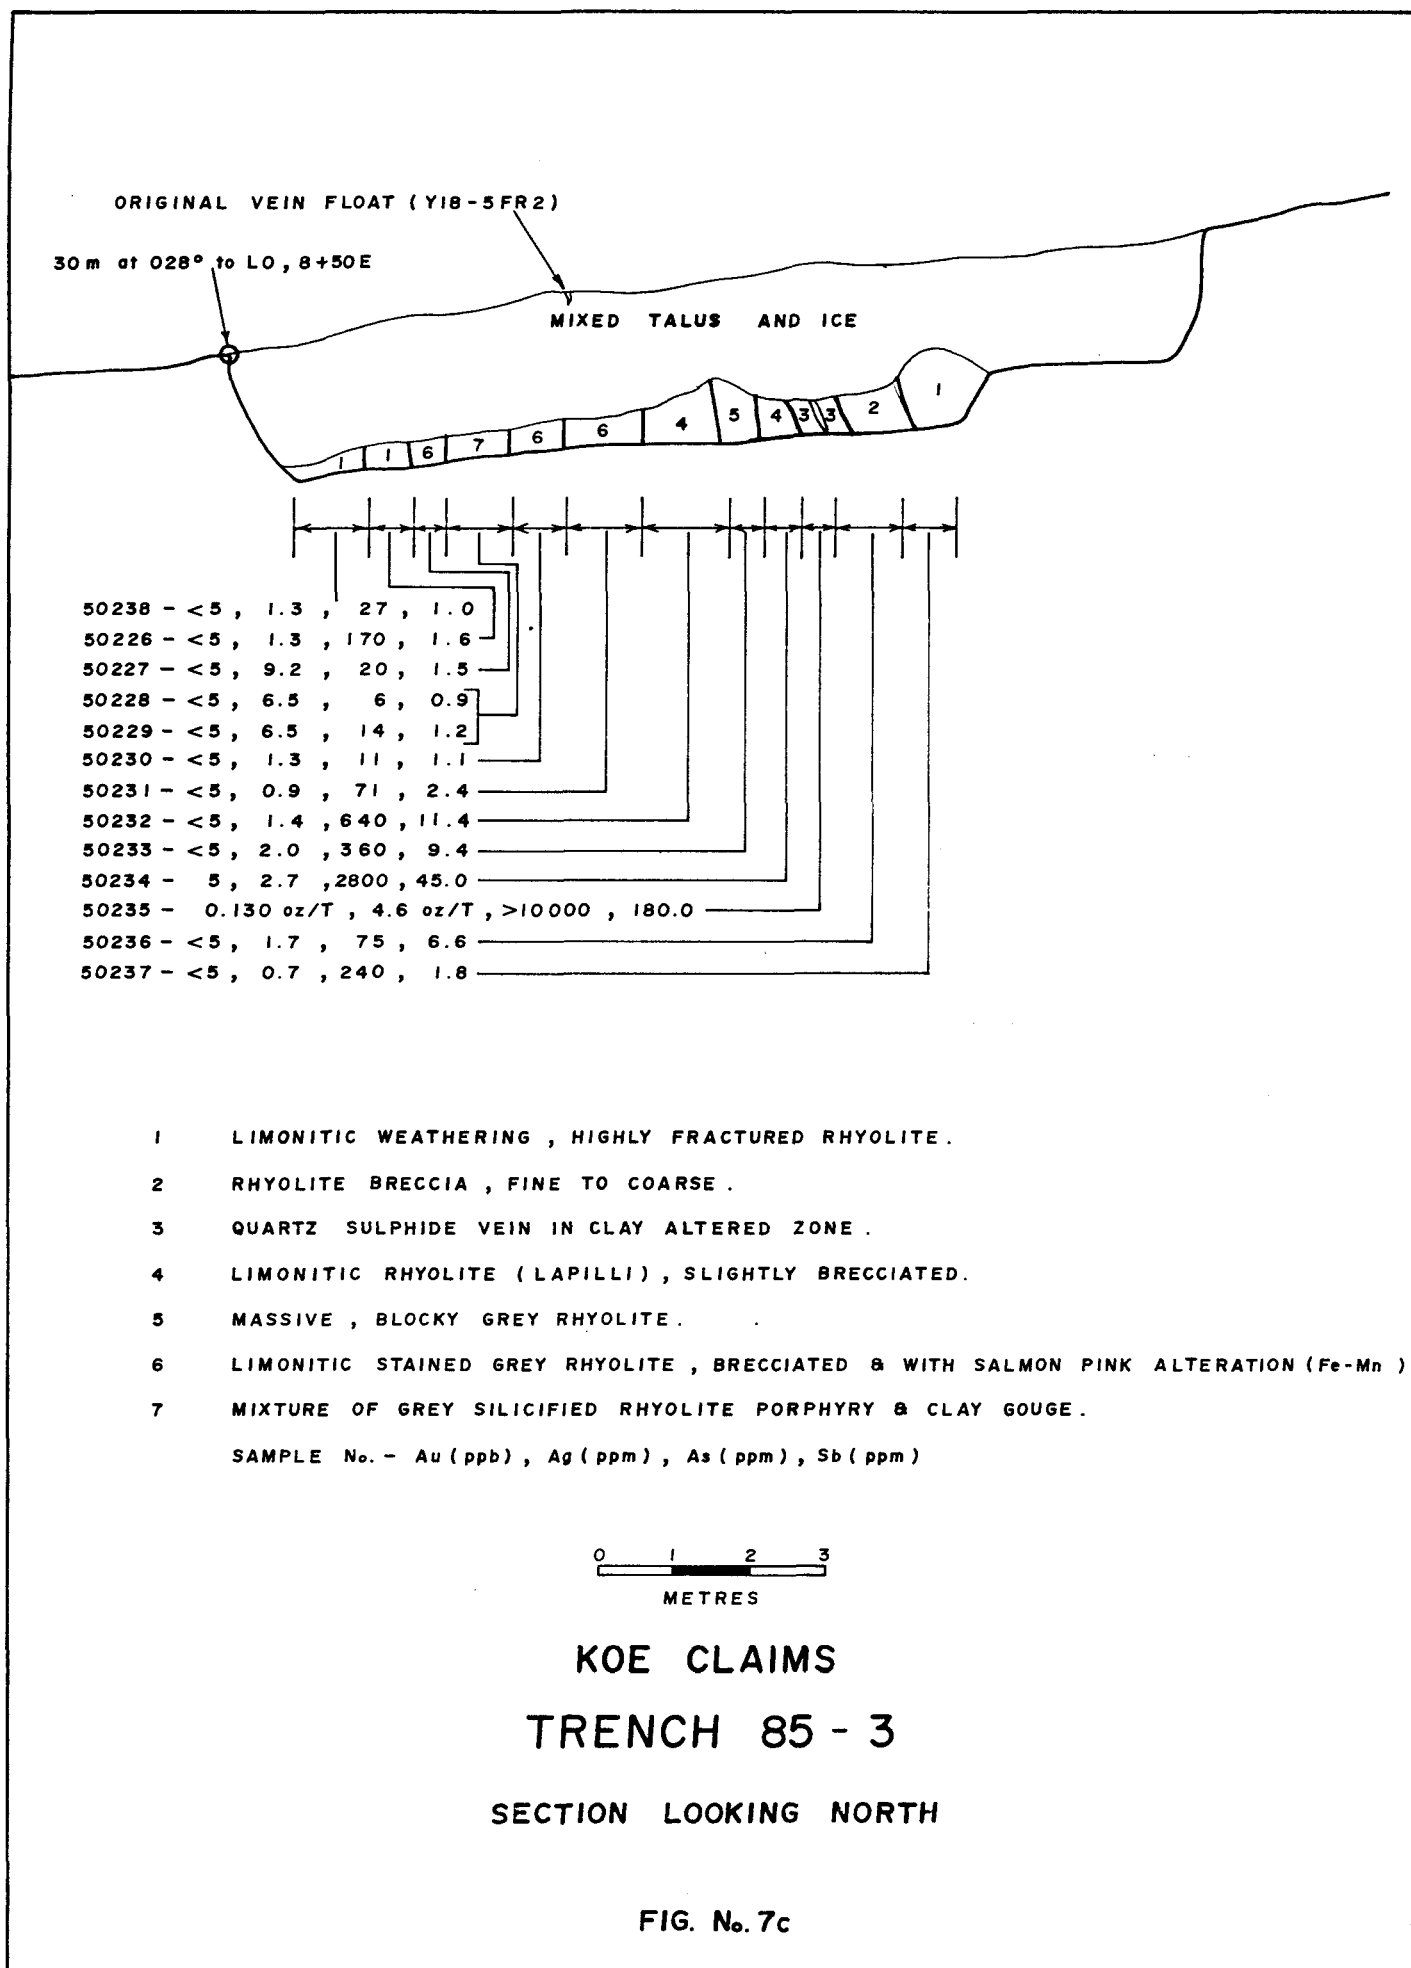 ORIGINAL VEIN FLOAT (Y18-5FR2)
30m at 028° to LO, 8+50E
MIXED TALUS AND ICE
1 1 6 7 6 6 4 5 4 3 3 2 1
50238 - <5, 1.3, 27, 1.0
50226 - <5, 1.3, 170, 1.6
50227 - <5, 9.2, 20, 1.5
50228 - <5, 6.5, 6, 0.9
50229 - <5, 6.5, 14, 1.2
50230 - <5, 1.3, 11, 1.1
50231 - <5, 0.9, 71, 2.4
50232 - <5, 1.4, 640, 11.4
50233 - <5, 2.0, 360, 9.4
50234 - 5, 2.7, 2800, 45.0
50235 - 0.130 oz/T, 4.6 oz/T, >10000, 180.0
50236 - <5, 1.7, 75, 6.6
50237 - <5, 0.7, 240, 1.8
1 LIMONITIC WEATHERING, HIGHLY FRACTURED RHYOLITE.
2 RHYOLITE BRECCIA, FINE TO COARSE.
3 QUARTZ SULPHIDE VEIN IN CLAY ALTERED ZONE.
4 LIMONITIC RHYOLITE (LAPILLI), SLIGHTLY BRECCIATED.
5 MASSIVE, BLOCKY GREY RHYOLITE.
6 LIMONITIC STAINED GREY RHYOLITE, BRECCIATED & WITH SALMON PINK ALTERATION (Fe-Mn)
7 MIXTURE OF GREY SILICIFIED RHYOLITE PORPHYRY & CLAY GOUGE.
SAMPLE No. - Au (ppb), Ag (ppm), As (ppm), Sb (ppm)
0 1 2 3
METRES
KOE CLAIMS
TRENCH 85-3
SECTION LOOKING NORTH
FIG. No. 7c